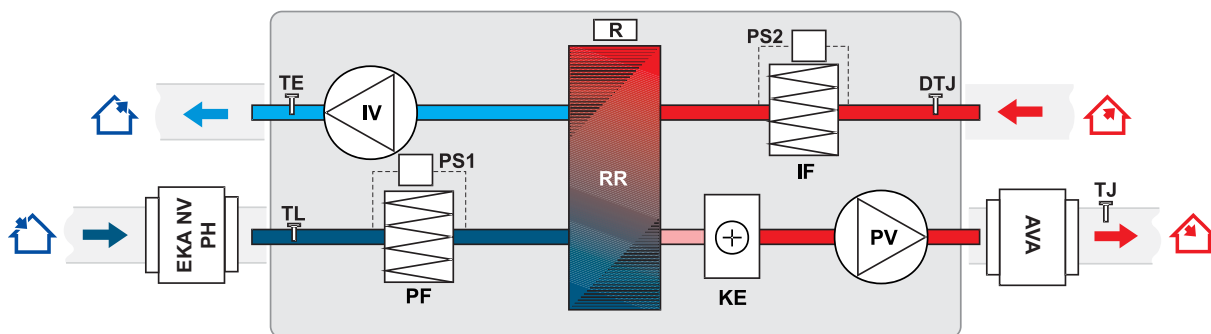 R
PS2
TE
DTJ
IV
IF
PS1
RR
TL
TJ
EKA NV
PH
PF
KE
PV
AVA